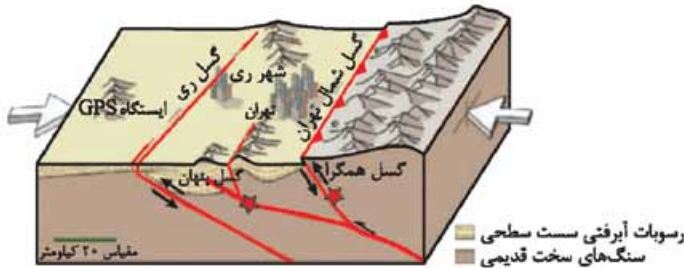 گسل ری
شهر ری
تهران
گسل شمال تهران
ایستگاه GPS
گسل پنهان
گسل همگرا
مقیاس ۲۰ کیلومتر
رسوبات آبرفتی سست سطحی
سنگ‌های سخت قدیمی